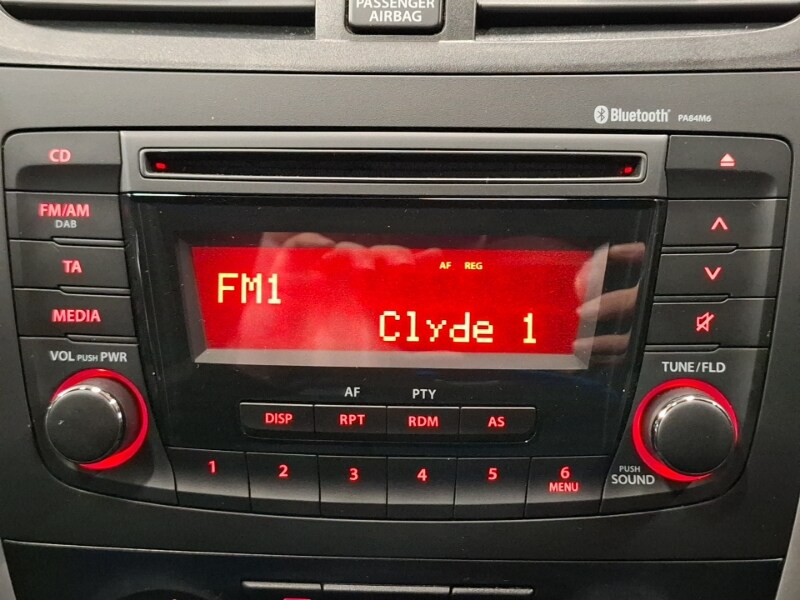 PASSENGER
AIRBAG
Bluetooth PA64M6
CD
FM/AM
DAB
TA
MEDIA
AF REG
FM1
Clyde 1
VOL PUSH PWR
TUNE/FLD
AF PTY
DISP RPT RDM AS
1 2 3 4 5 6
MENU
PUSH
SOUND